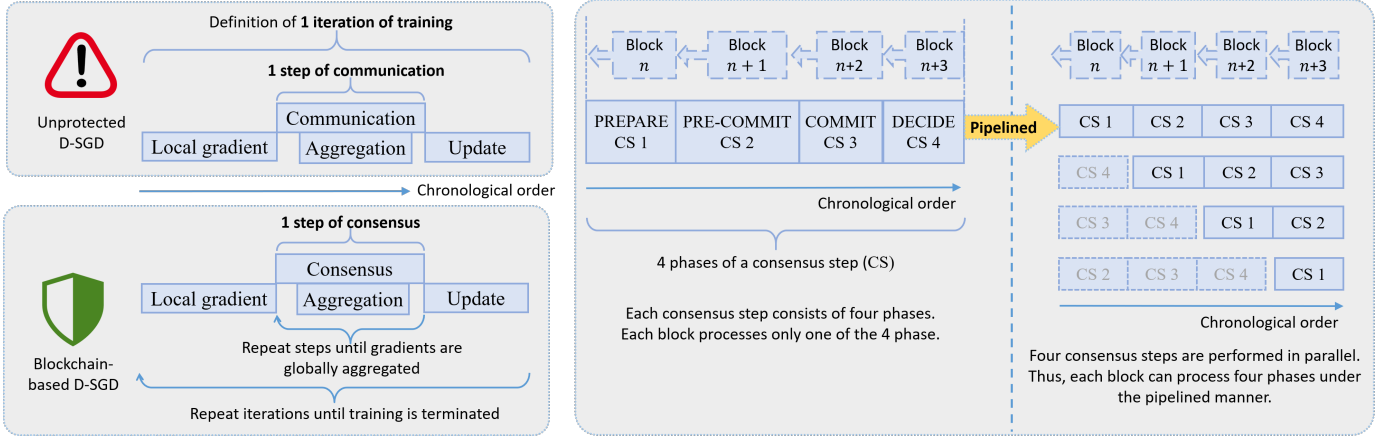 Definition of 1 iteration of training
1 step of communication
Communication
Local gradient
Aggregation
Update
Unprotected
D-SGD
Chronological order
1 step of consensus
Consensus
Local gradient
Aggregation
Update
Repeat steps until gradients are
globally aggregated
Blockchain-
based D-SGD
Repeat iterations until training is terminated
Block
n
Block
n + 1
Block
n+2
Block
n+3
PREPARE
CS 1
PRE-COMMIT
CS 2
COMMIT
CS 3
DECIDE
CS 4
Chronological order
4 phases of a consensus step (CS)
Each consensus step consists of four phases.
Each block processes only one of the 4 phase.
Pipelined
Block
n
Block
n + 1
Block
n+2
Block
n+3
CS 1 CS 2 CS 3 CS 4
CS 4 CS 1 CS 2 CS 3
CS 3 CS 4 CS 1 CS 2
CS 2 CS 3 CS 4 CS 1
Chronological order
Four consensus steps are performed in parallel.
Thus, each block can process four phases under
the pipelined manner.